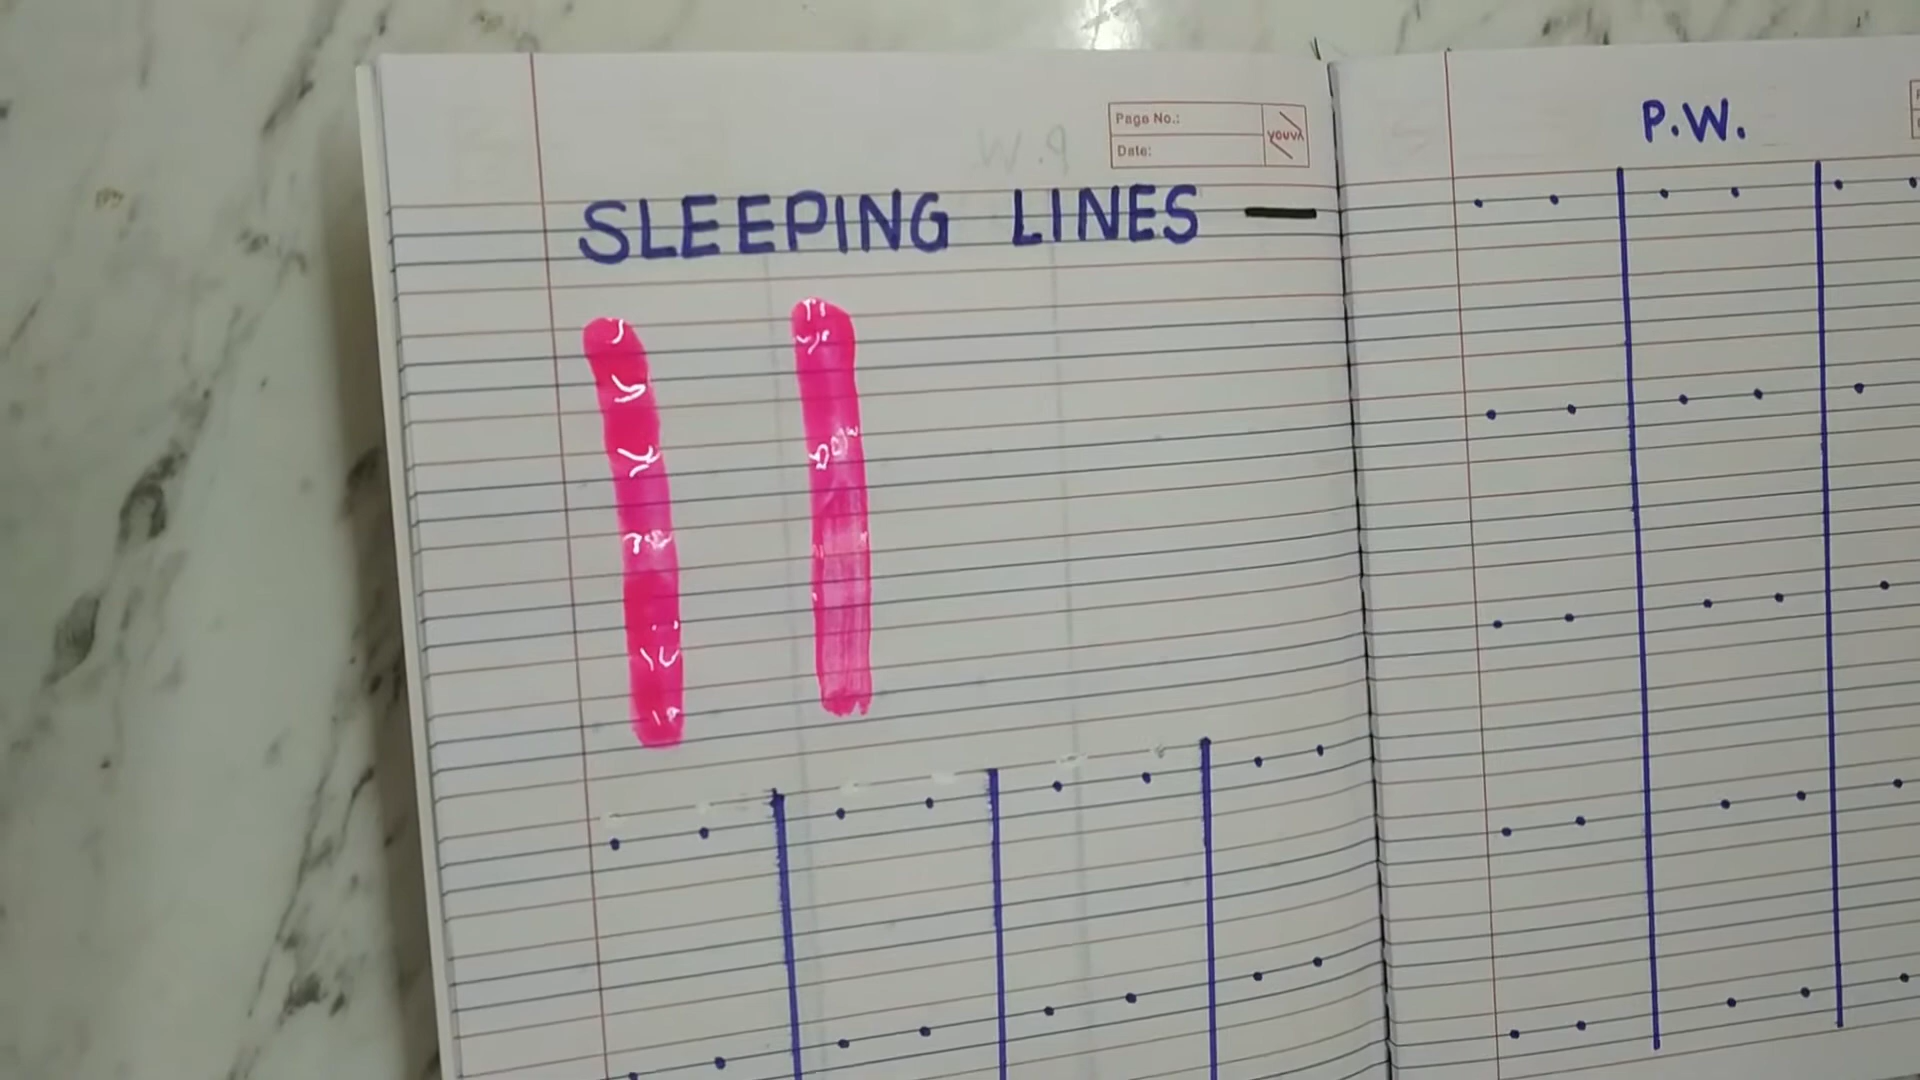 Page No.:
Date:
youva
SLEEPING LINES —
P.W.